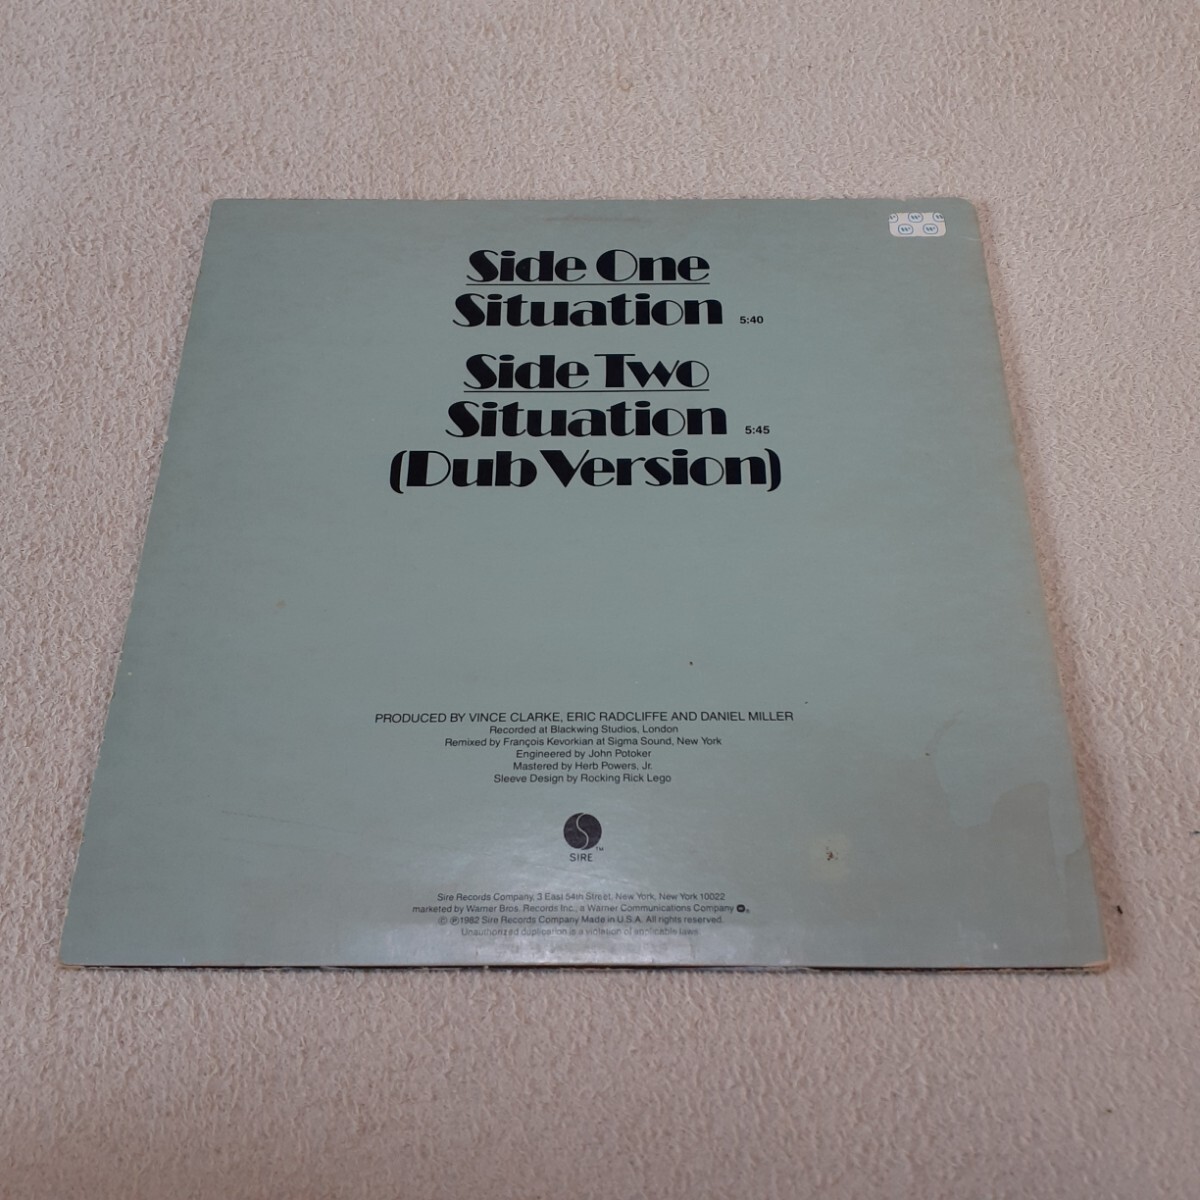 Side One
Situation 5:40
Side Two
Situation 5:45
(Dub Version)
PRODUCED BY VINCE CLARKE, ERIC RADCLIFFE AND DANIEL MILLER
Recorded at Blackwing Studios, London
Remixed by François Kevorkian at Sigma Sound, New York
Engineered by John Potoker
Mastered by Herb Powers, Jr.
Sleeve Design by Rocking Rick Lego
S TM
SIRE
Sire Records Company, 3 East 54th Street, New York, New York 10022
marketed by Warner Bros. Records Inc., a Warner Communications Company ®.
© ℗ 1982 Sire Records Company Made in U.S.A. All rights reserved.
Unauthorized duplication is a violation of applicable laws.